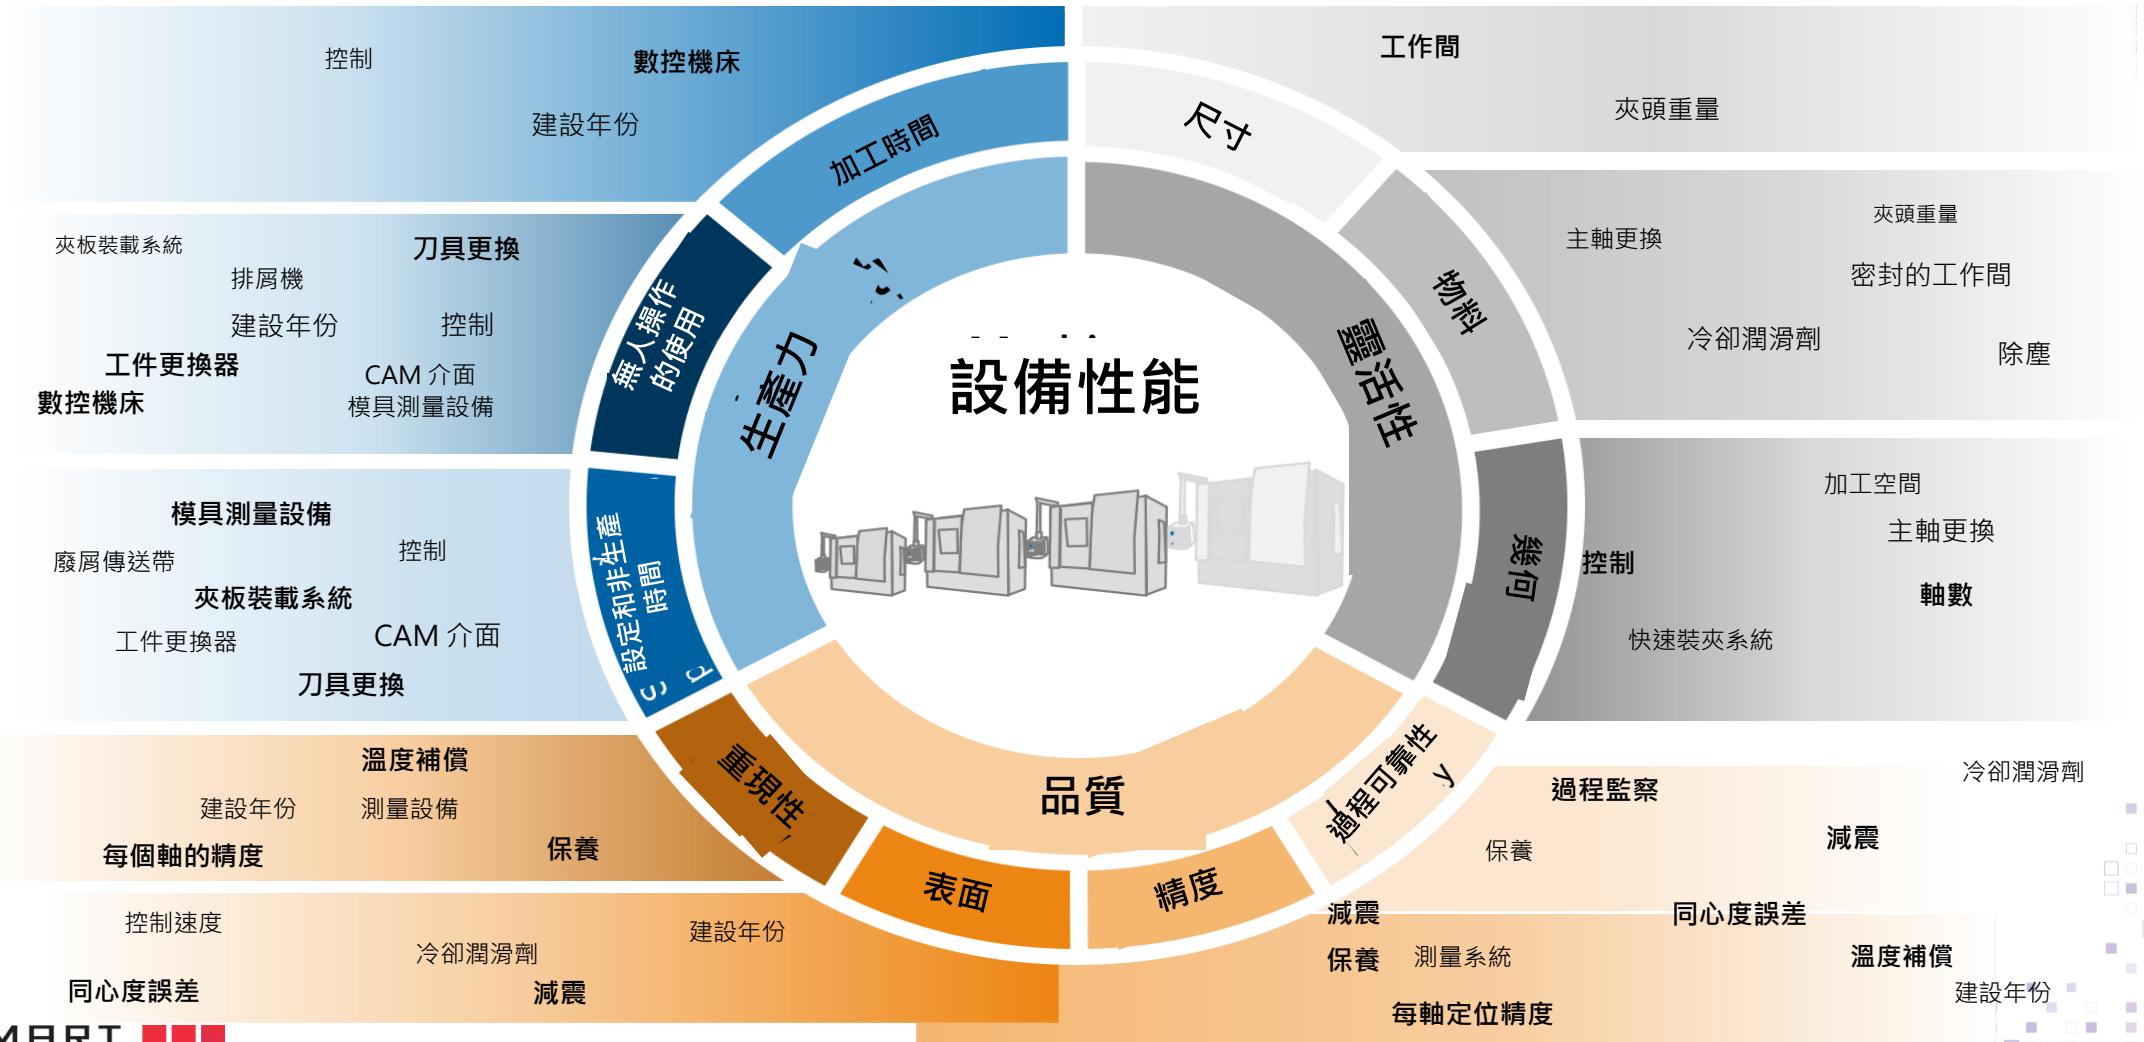 控制
數控機床
建設年份
工作間
夾頭重量
加工時間
尺寸
夾板裝載系統
刀具更換
排屑機
建設年份
控制
工件更換器
CAM 介面
數控機床
模具測量設備
無人操作
的使用
生產力
設備性能
靈活性
物料
夾頭重量
主軸更換
密封的工作間
冷卻潤滑劑
除塵
模具測量設備
廢屑傳送帶
控制
夾板裝載系統
工件更換器
CAM 介面
刀具更換
設定和非生產
時間
幾何
加工空間
主軸更換
控制
軸數
快速裝夾系統
溫度補償
建設年份
測量設備
每個軸的精度
保養
重現性
品質
過程可靠性
y
過程監察
冷卻潤滑劑
保養
減震
同心度誤差
控制速度
建設年份
冷卻潤滑劑
同心度誤差
減震
表面
精度
減震
保養
測量系統
溫度補償
建設年份
每軸定位精度